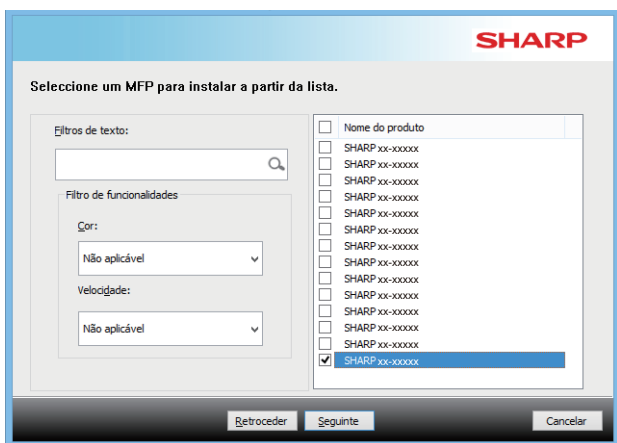 SHARP
Seleccione um MFP para instalar a partir da lista.
Filtros de texto:
Filtro de funcionalidades
Cor:
Não aplicável
Velocidade:
Não aplicável
Nome do produto
SHARP xx-xxxxx
SHARP xx-xxxxx
SHARP xx-xxxxx
SHARP xx-xxxxx
SHARP xx-xxxxx
SHARP xx-xxxxx
SHARP xx-xxxxx
SHARP xx-xxxxx
SHARP xx-xxxxx
SHARP xx-xxxxx
SHARP xx-xxxxx
SHARP xx-xxxxx
SHARP xx-xxxxx
SHARP xx-xxxxx
Retroceder
Seguinte
Cancelar